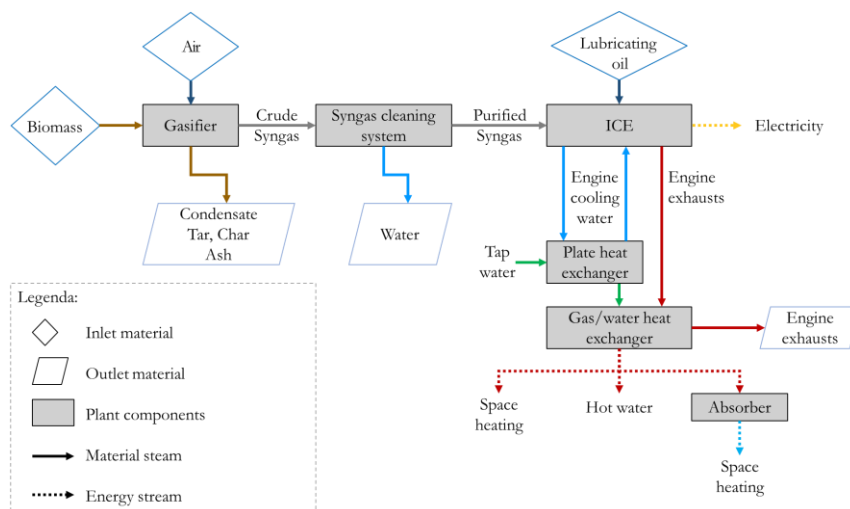 Air
Lubricating
oil
Biomass
Gasifier
Crude
Syngas
Syngas cleaning
system
Purified
Syngas
ICE
Electricity
Condensate
Tar, Char
Ash
Water
Engine
cooling
water
Engine
exhausts
Tap
water
Plate heat
exchanger
Gas/water heat
exchanger
Engine
exhausts
Space
heating
Hot water
Absorber
Space
heating
Legenda:
Inlet material
Outlet material
Plant components
Material steam
Energy stream